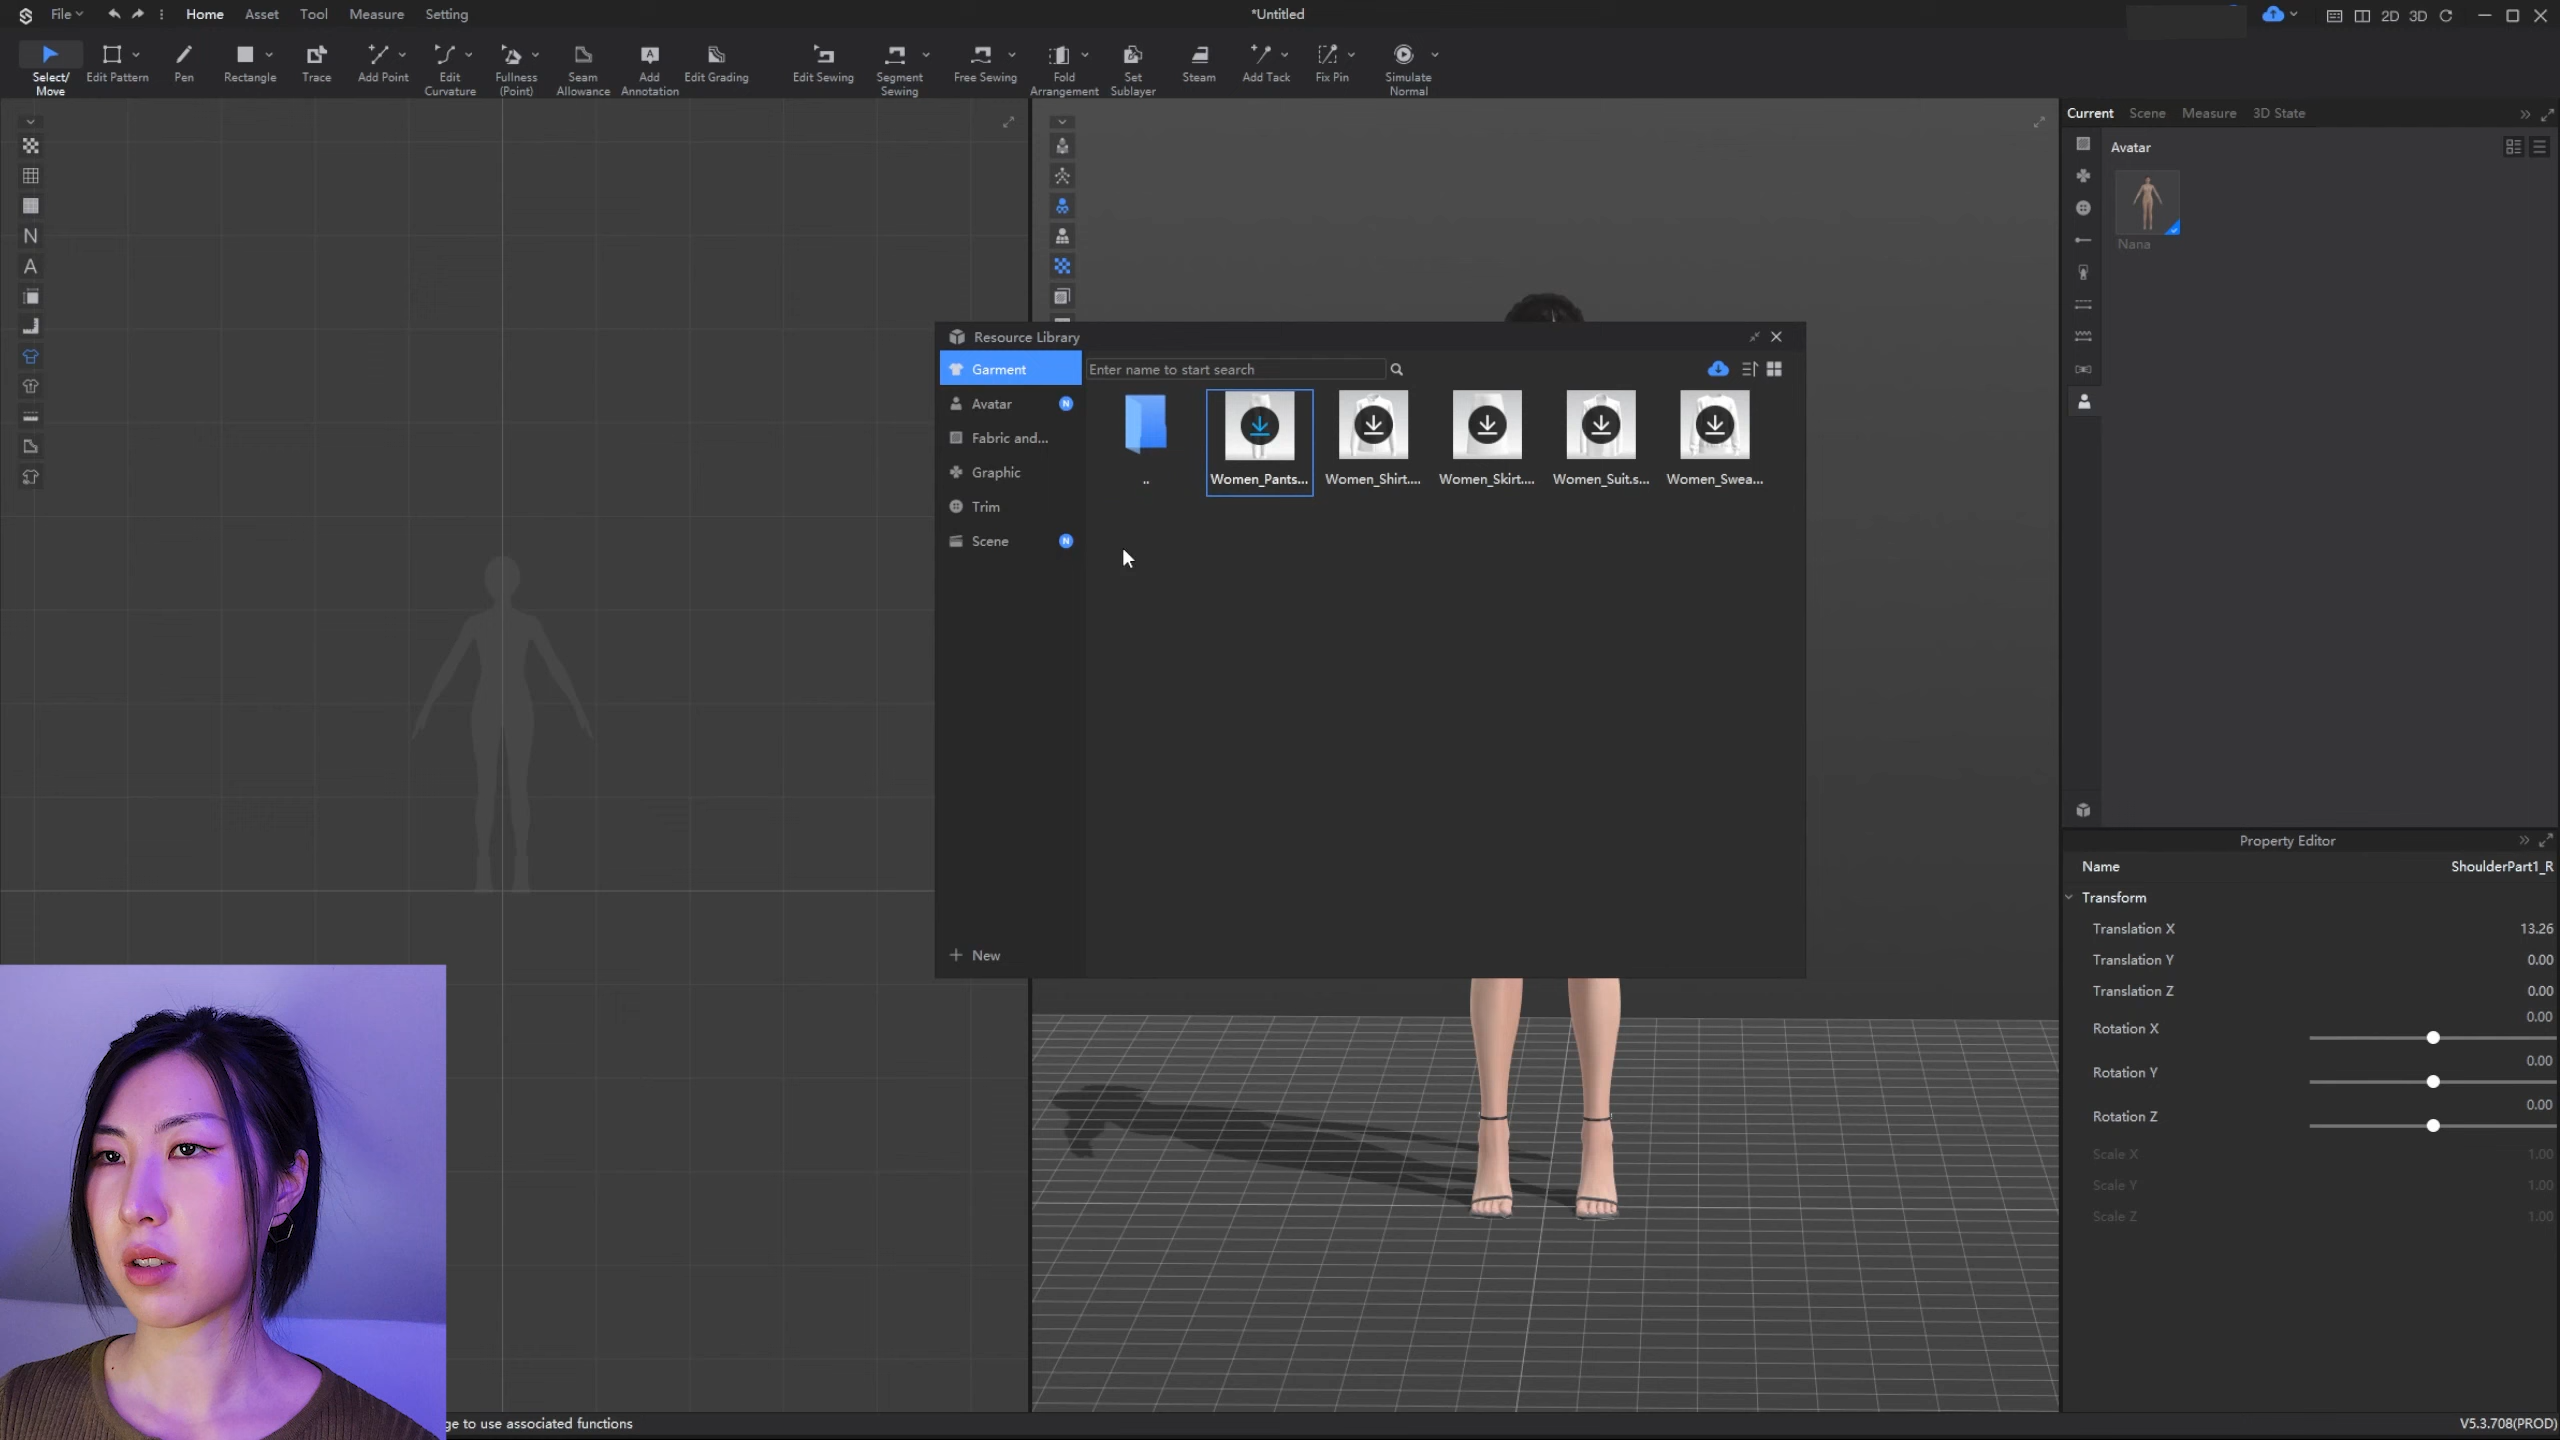 File Home Asset Tool Measure Setting *Untitled 2D 3D
Select/ Edit Pattern Pen Rectangle Trace Add Point Edit Fullness Seam Add Edit Grading Edit Sewing Segment Free Sewing Fold Set Steam Add Tack Fix Pin Simulate
Move Curvature (Point) Allowance Annotation Sewing Arrangement Sublayer Normal
Current Scene Measure 3D State
Avatar
Nana
N
A
Resource Library
Garment Enter name to start search
Avatar N
Fabric and...
Graphic
Trim
Scene N
.. Women_Pants... Women_Shirt.... Women_Skirt.... Women_Suit.s... Women_Swea...
New
Property Editor
Name ShoulderPart1_R
Transform
Translation X 13.26
Translation Y 0.00
Translation Z 0.00
Rotation X 0.00
Rotation Y 0.00
Rotation Z 0.00
Scale X 1.00
Scale Y 1.00
Scale Z 1.00
ge to use associated functions V5.3.708(PROD)